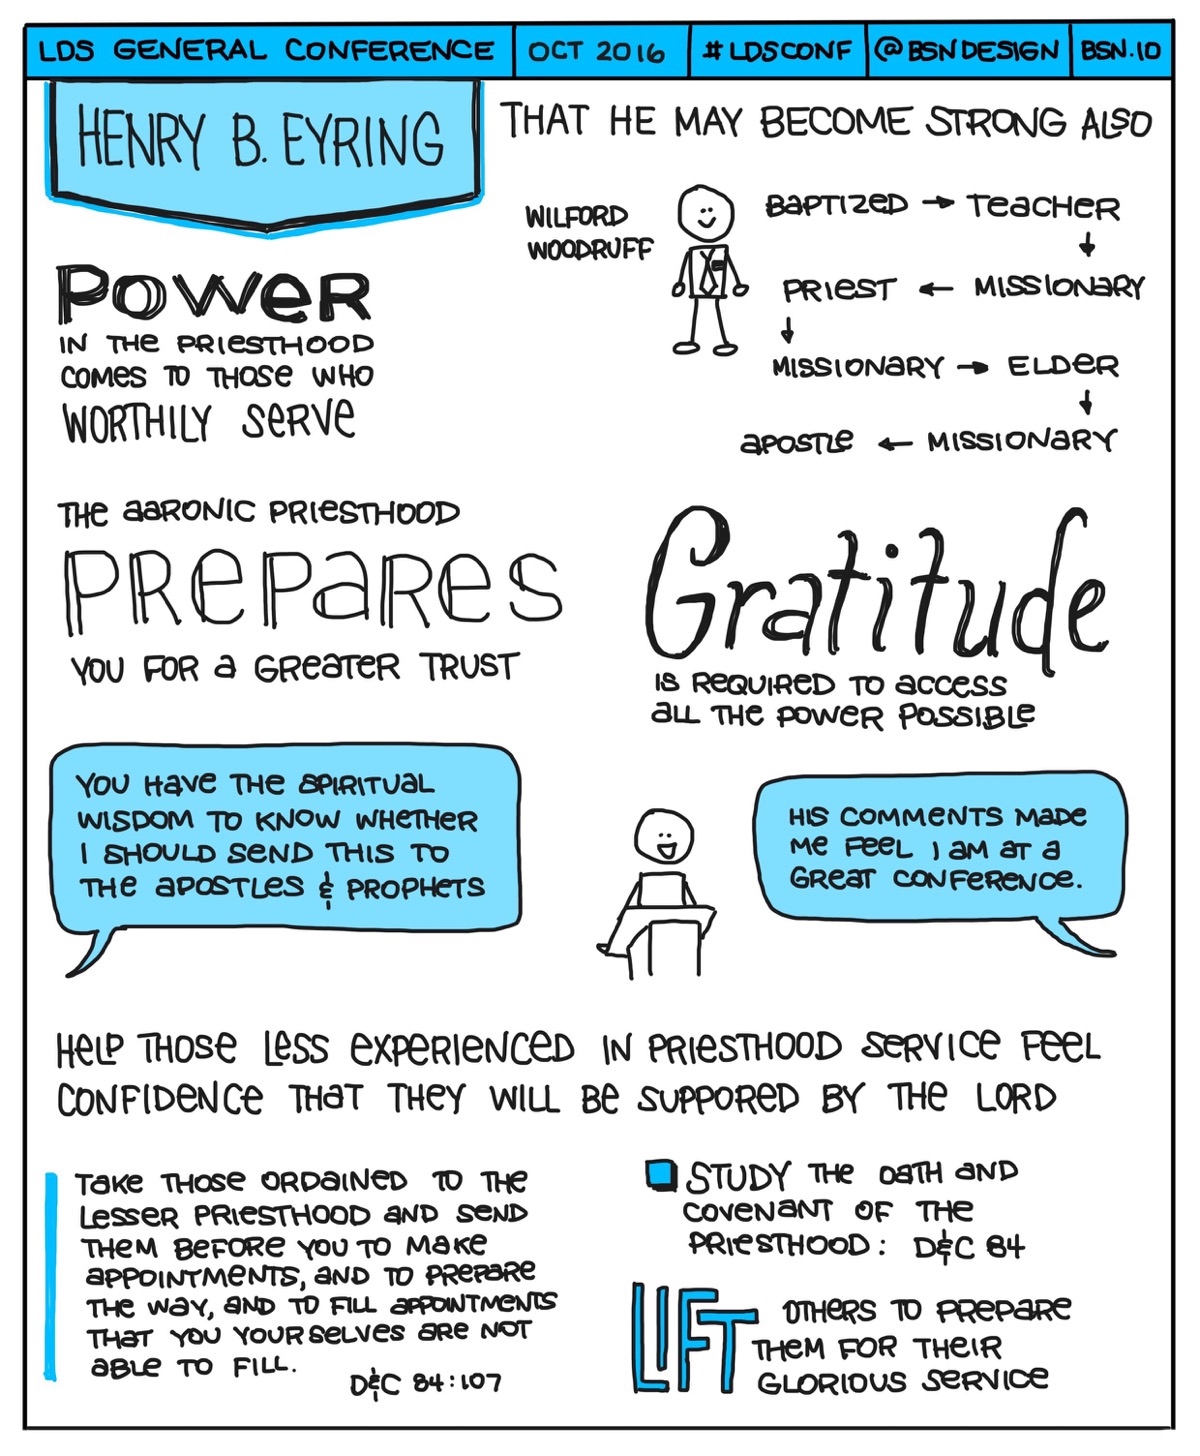 LDS GENERAL CONFERENCE OCT 2016 #LDSCONF @BSNDESIGN BSN.IO
HENRY B. EYRING
THAT HE MAY BECOME STRONG ALSO
WILFORD
WOODRUFF
BAPTIZED → TEACHER
↓
PRIEST ← MISSIONARY
↓
MISSIONARY → ELDER
↓
APOSTLE ← MISSIONARY
POWER
IN THE PRIESTHOOD
COMES TO THOSE WHO
WORTHILY SERVE
THE AARONIC PRIESTHOOD
PREPARES
YOU FOR A GREATER TRUST
Gratitude
IS REQUIRED TO ACCESS
ALL THE POWER POSSIBLE
YOU HAVE THE SPIRITUAL
WISDOM TO KNOW WHETHER
I SHOULD SEND THIS TO
THE APOSTLES & PROPHETS
HIS COMMENTS MADE
ME FEEL I AM AT A
GREAT CONFERENCE.
HELP THOSE LESS EXPERIENCED IN PRIESTHOOD SERVICE FEEL
CONFIDENCE THAT THEY WILL BE SUPPORED BY THE LORD
TAKE THOSE ORDAINED TO THE
LESSER PRIESTHOOD AND SEND
THEM BEFORE YOU TO MAKE
APPOINTMENTS, AND TO PREPARE
THE WAY, AND TO FILL APPOINTMENTS
THAT YOU YOURSELVES ARE NOT
ABLE TO FILL.
D&C 84:107
STUDY THE OATH AND
COVENANT OF THE
PRIESTHOOD: D&C 84
LIFT OTHERS TO PREPARE
THEM FOR THEIR
GLORIOUS SERVICE